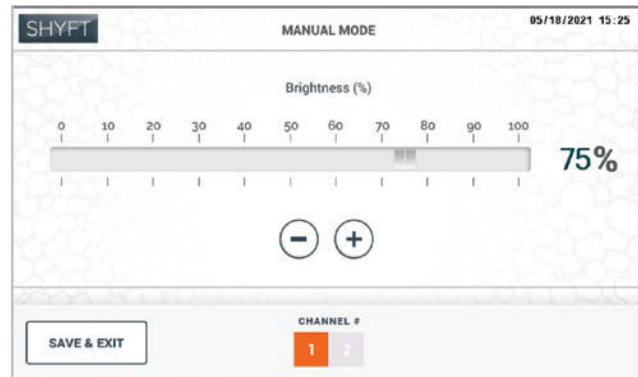 SHYFT
MANUAL MODE
05/18/2021 15:25
Brightness (%)
0 10 20 30 40 50 60 70 80 90 100
75%
SAVE & EXIT
CHANNEL #
1 2